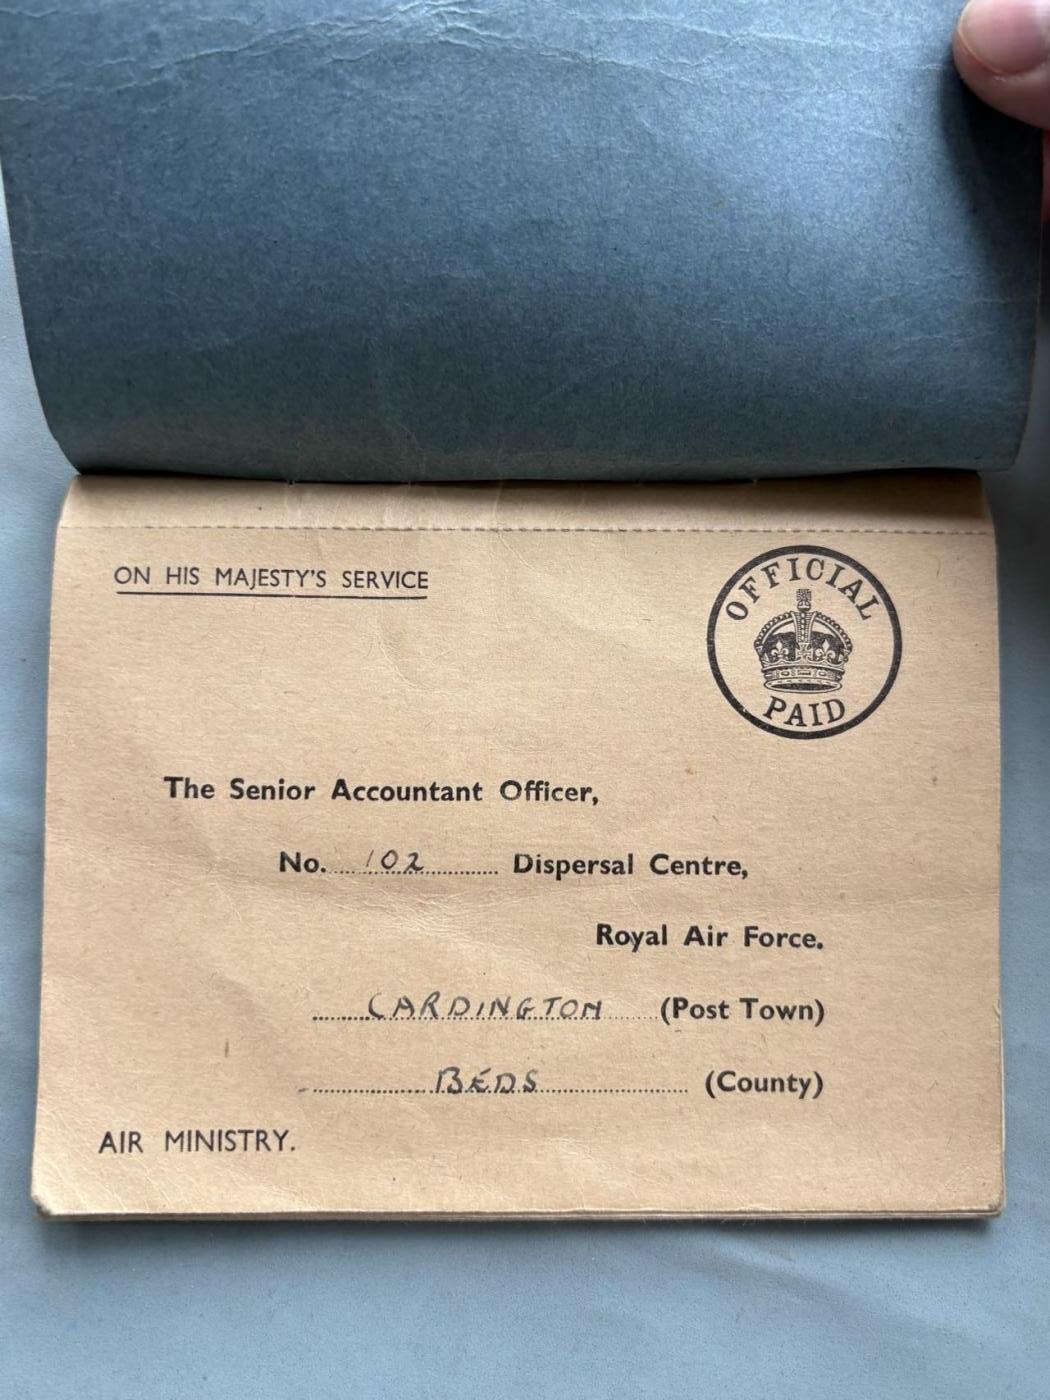 ON HIS MAJESTY'S SERVICE
OFFICIAL
PAID
The Senior Accountant Officer,
No. 102 Dispersal Centre,
Royal Air Force.
CARDINGTON (Post Town)
BEDS (County)
AIR MINISTRY.